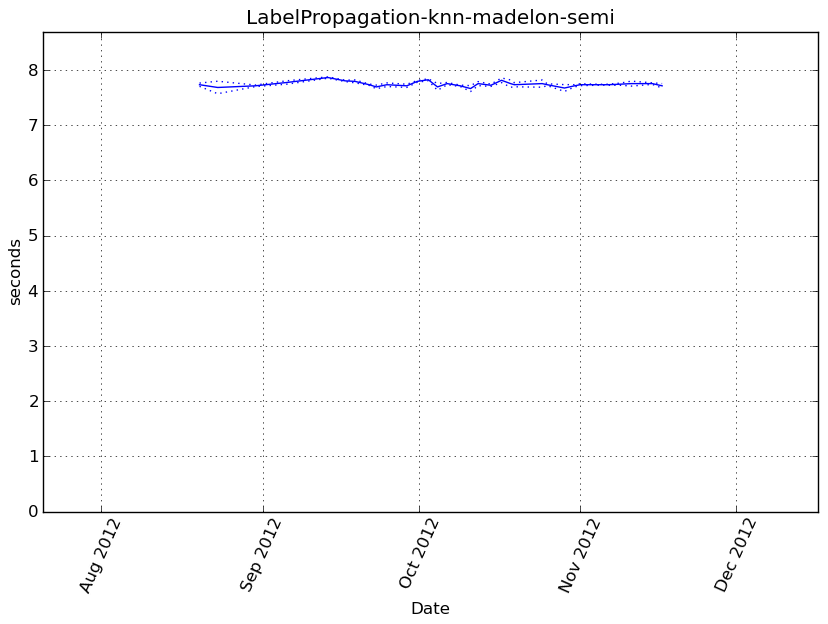 LabelPropagation-knn-madelon-semi
8
7
6
5
4
3
2
1
0
seconds
Aug 2012
Sep 2012
Oct 2012
Nov 2012
Dec 2012
Date